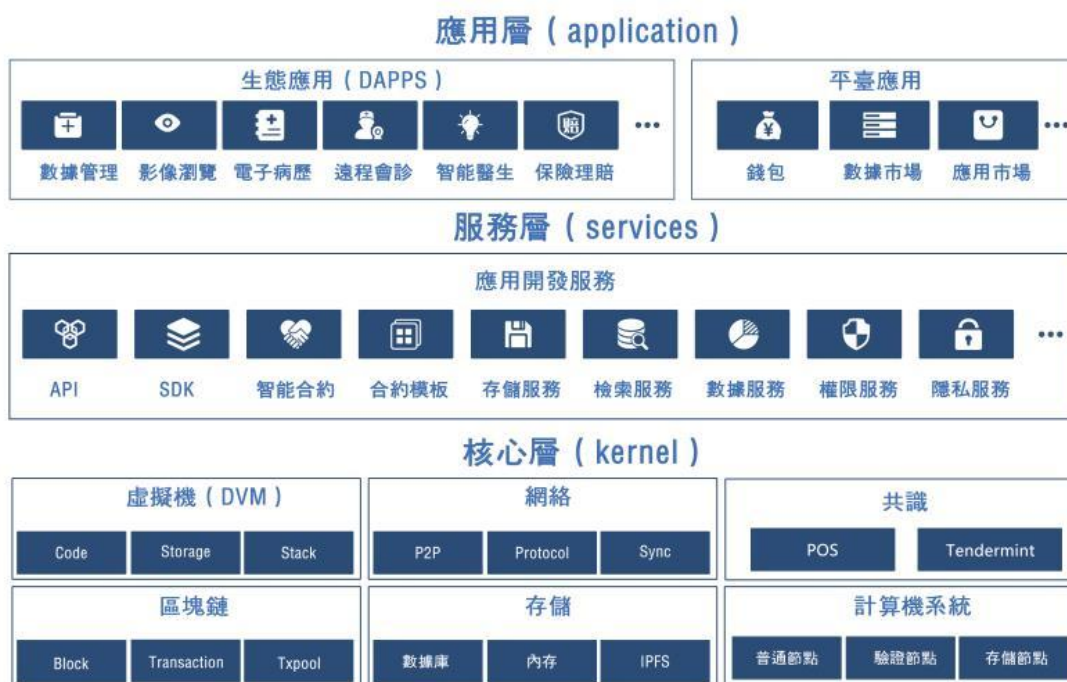 應用層 ( application )
生態應用 ( DAPPS )
平臺應用
賠
數據管理 影像瀏覽 電子病歷 遠程會診 智能醫生 保險理賠
錢包 數據市場 應用市場
服務層 ( services )
應用開發服務
API SDK 智能合約 合約模板 存儲服務 檢索服務 數據服務 權限服務 隱私服務
核心層 ( kernel )
虛擬機 ( DVM ) 網絡 共識
Code Storage Stack P2P Protocol Sync POS Tendermint
區塊鏈 存儲 計算機系統
Block Transaction Txpool 數據庫 內存 IPFS 普通節點 驗證節點 存儲節點